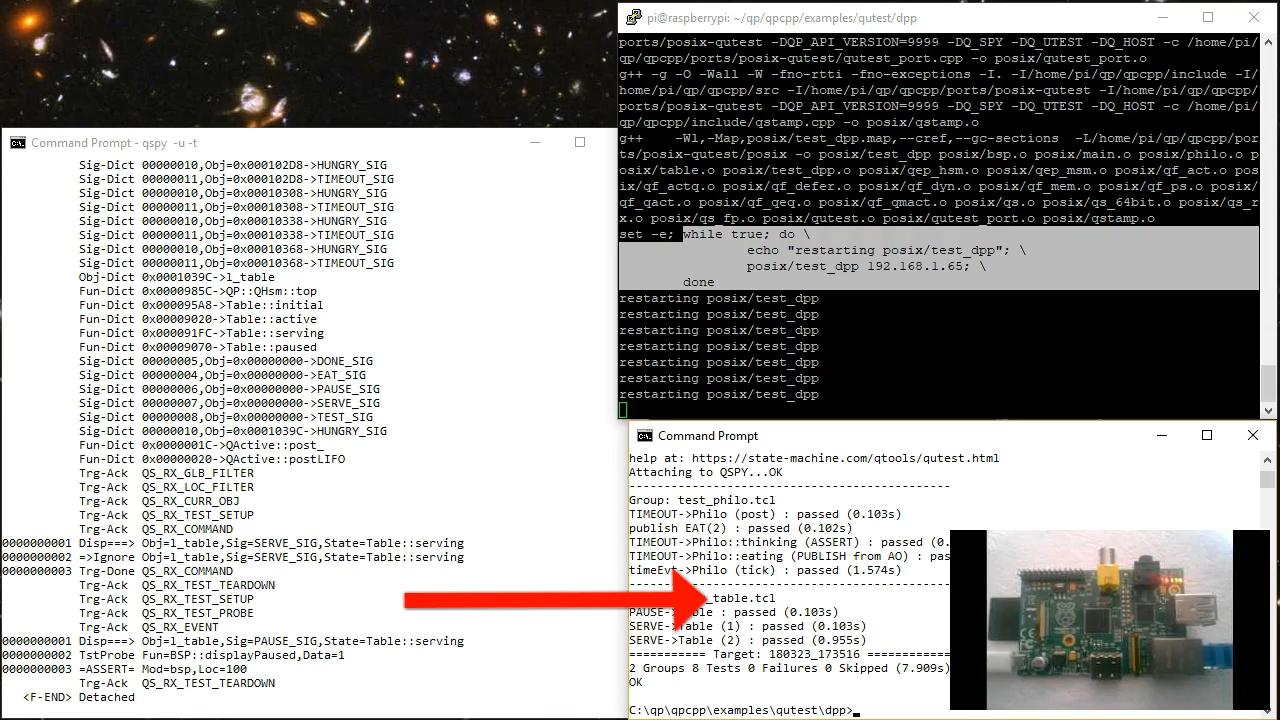 pi@raspberrypi: ~/qp/qpcpp/examples/qutest/dpp
ports/posix-qutest -DQP_API_VERSION=9999 -DQ_SPY -DQ_UTEST -DQ_HOST -c /home/pi/
qp/qpcpp/ports/posix-qutest/qutest_port.cpp -o posix/qutest_port.o
g++ -g -O -Wall -W -fno-rtti -fno-exceptions -I. -I/home/pi/qp/qpcpp/include -I/
home/pi/qp/qpcpp/src -I/home/pi/qp/qpcpp/ports/posix-qutest -I/home/pi/qp/qpcpp/
ports/posix-qutest -DQP_API_VERSION=9999 -DQ_SPY -DQ_UTEST -DQ_HOST -c /home/pi/
qp/qpcpp/include/qstamp.cpp -o posix/qstamp.o
g++ -Wl,-Map,posix/test_dpp.map,--cref,--gc-sections -L/home/pi/qp/qpcpp/por
ts/posix-qutest/posix -o posix/test_dpp posix/bsp.o posix/main.o posix/philo.o p
osix/table.o posix/test_dpp.o posix/qep_hsm.o posix/qep_msm.o posix/qf_act.o pos
ix/qf_actq.o posix/qf_defer.o posix/qf_dyn.o posix/qf_mem.o posix/qf_ps.o posix/
qf_qact.o posix/qf_qeq.o posix/qf_qmact.o posix/qs.o posix/qs_64bit.o posix/qs_r
x.o posix/qs_fp.o posix/qutest.o posix/qutest_port.o posix/qstamp.o
set -e; while true; do \
echo "restarting posix/test_dpp"; \
posix/test_dpp 192.168.1.65; \
done
restarting posix/test_dpp
restarting posix/test_dpp
restarting posix/test_dpp
restarting posix/test_dpp
restarting posix/test_dpp
restarting posix/test_dpp
restarting posix/test_dpp
Command Prompt - qspy -u -t
Sig-Dict 00000010,Obj=0x000102D8->HUNGRY_SIG
Sig-Dict 00000011,Obj=0x000102D8->TIMEOUT_SIG
Sig-Dict 00000010,Obj=0x00010308->HUNGRY_SIG
Sig-Dict 00000011,Obj=0x00010308->TIMEOUT_SIG
Sig-Dict 00000010,Obj=0x00010338->HUNGRY_SIG
Sig-Dict 00000011,Obj=0x00010338->TIMEOUT_SIG
Sig-Dict 00000010,Obj=0x00010368->HUNGRY_SIG
Sig-Dict 00000011,Obj=0x00010368->TIMEOUT_SIG
Obj-Dict 0x0001039C->l_table
Fun-Dict 0x0000085C->QP::QHsm::top
Fun-Dict 0x000095A8->Table::initial
Fun-Dict 0x00009020->Table::active
Fun-Dict 0x000091FC->Table::serving
Fun-Dict 0x00009070->Table::paused
Sig-Dict 00000005,Obj=0x00000000->DONE_SIG
Sig-Dict 00000004,Obj=0x00000000->EAT_SIG
Sig-Dict 00000006,Obj=0x00000000->PAUSE_SIG
Sig-Dict 00000007,Obj=0x00000000->SERVE_SIG
Sig-Dict 00000008,Obj=0x00000000->TEST_SIG
Sig-Dict 00000010,Obj=0x0001039C->HUNGRY_SIG
Fun-Dict 0x0000001C->QActive::post_
Fun-Dict 0x00000020->QActive::postLIFO
Trg-Ack QS_RX_GLB_FILTER
Trg-Ack QS_RX_LOC_FILTER
Trg-Ack QS_RX_CURR_OBJ
Trg-Ack QS_RX_TEST_SETUP
Trg-Ack QS_RX_COMMAND
0000000001 Disp===> Obj=l_table,Sig=SERVE_SIG,State=Table::serving
0000000002 =>Ignore Obj=l_table,Sig=SERVE_SIG,State=Table::serving
0000000003 Trg-Done QS_RX_COMMAND
Trg-Ack QS_RX_TEST_TEARDOWN
Trg-Ack QS_RX_TEST_SETUP
Trg-Ack QS_RX_TEST_PROBE
Trg-Ack QS_RX_EVENT
0000000001 Disp===> Obj=l_table,Sig=PAUSE_SIG,State=Table::serving
0000000002 TstProbe Fun=BSP::displayPaused,Data=1
0000000003 =ASSERT= Mod=bsp,Loc=100
Trg-Ack QS_RX_TEST_TEARDOWN
<F-END> Detached
Command Prompt
help at: https://state-machine.com/qtools/qutest.html
Attaching to QSPY...OK
----------------------------------------------
Group: test_philo.tcl
TIMEOUT->Philo (post) : passed (0.103s)
publish EAT(2) : passed (0.102s)
TIMEOUT->Philo::thinking (ASSERT) : passed (0.
TIMEOUT->Philo::eating (PUBLISH from AO) : pas
timeEvt->Philo (tick) : passed (1.574s)
----------------------------------------------
_table.tcl
PAUSE->Table : passed (0.103s)
SERVE->Table (1) : passed (0.103s)
SERVE->Table (2) : passed (0.955s)
=========== Target: 180323_173516 ============
2 Groups 8 Tests 0 Failures 0 Skipped (7.909s)
OK
C:\qp\qpcpp\examples\qutest\dpp>